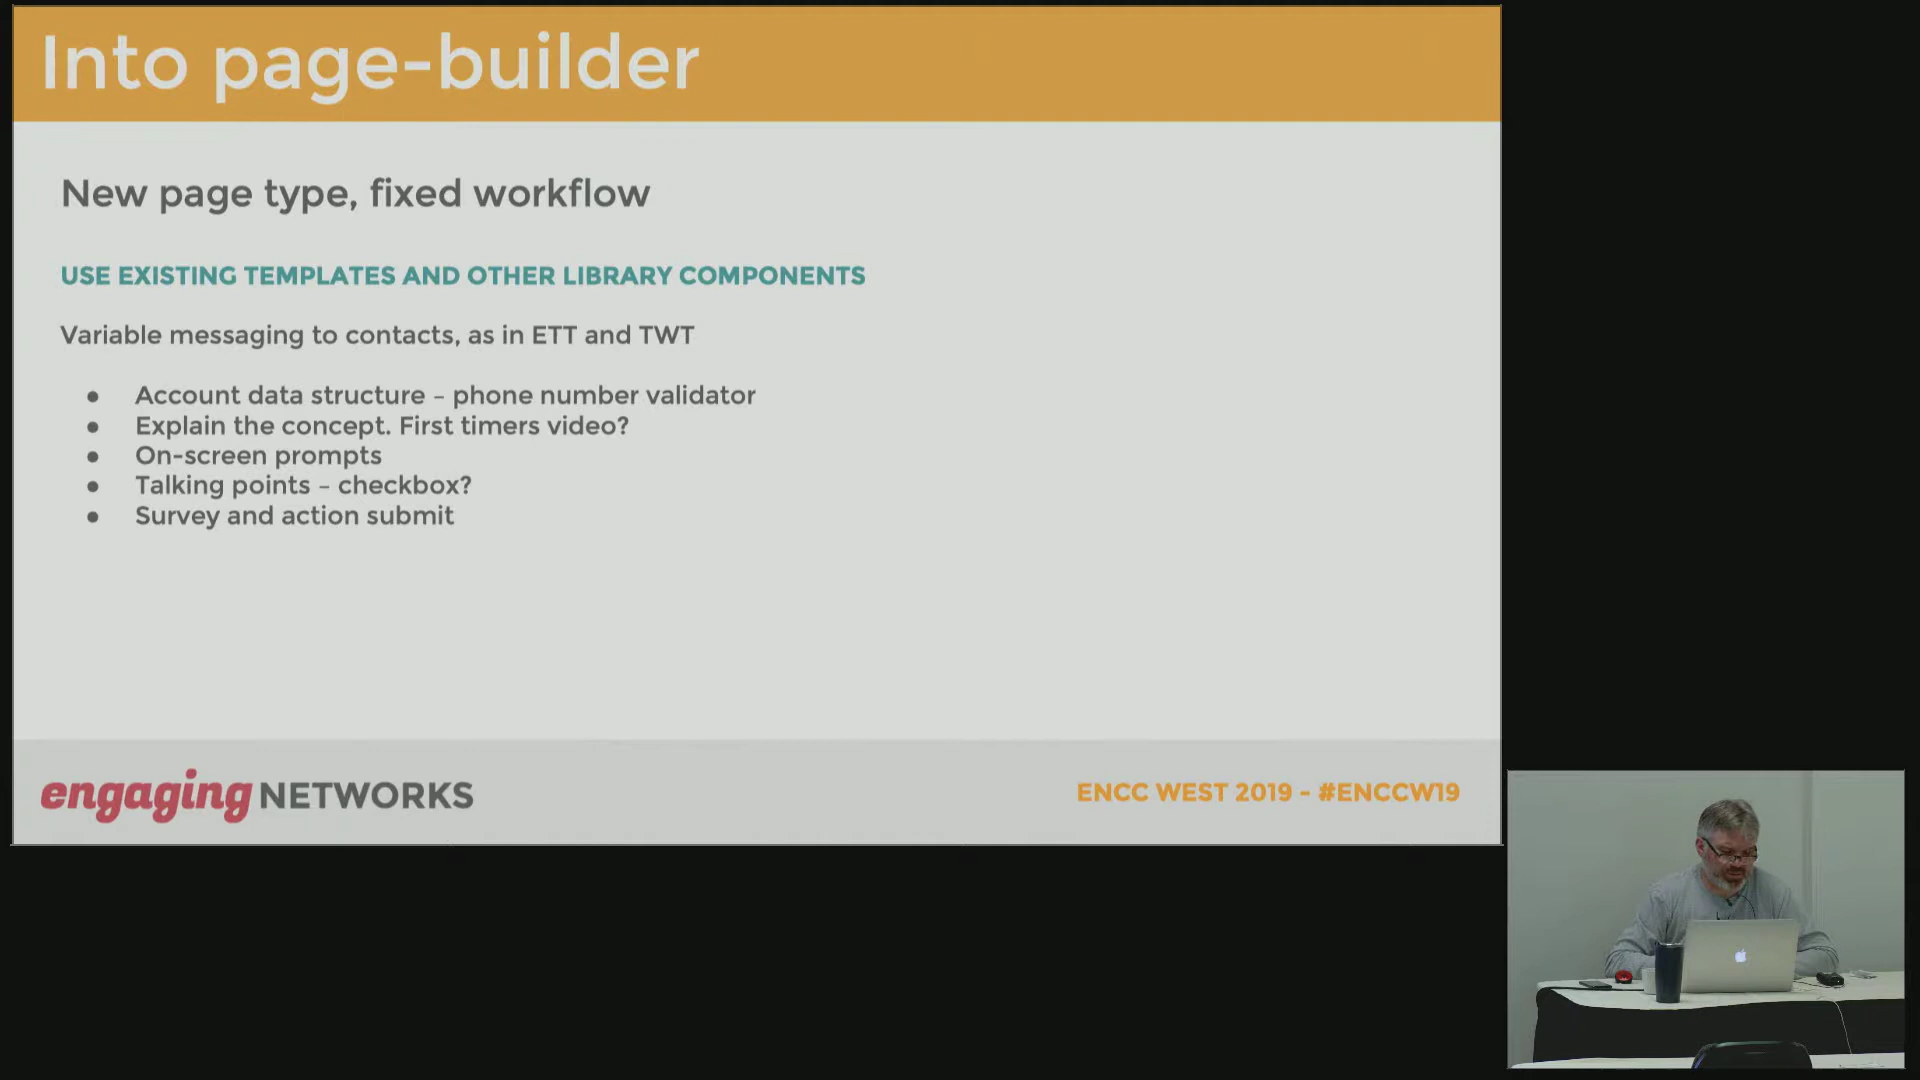 Into page-builder
New page type, fixed workflow
USE EXISTING TEMPLATES AND OTHER LIBRARY COMPONENTS
Variable messaging to contacts, as in ETT and TWT
● Account data structure – phone number validator
● Explain the concept. First timers video?
● On-screen prompts
● Talking points – checkbox?
● Survey and action submit
engaging NETWORKS
ENCC WEST 2019 - #ENCCW19